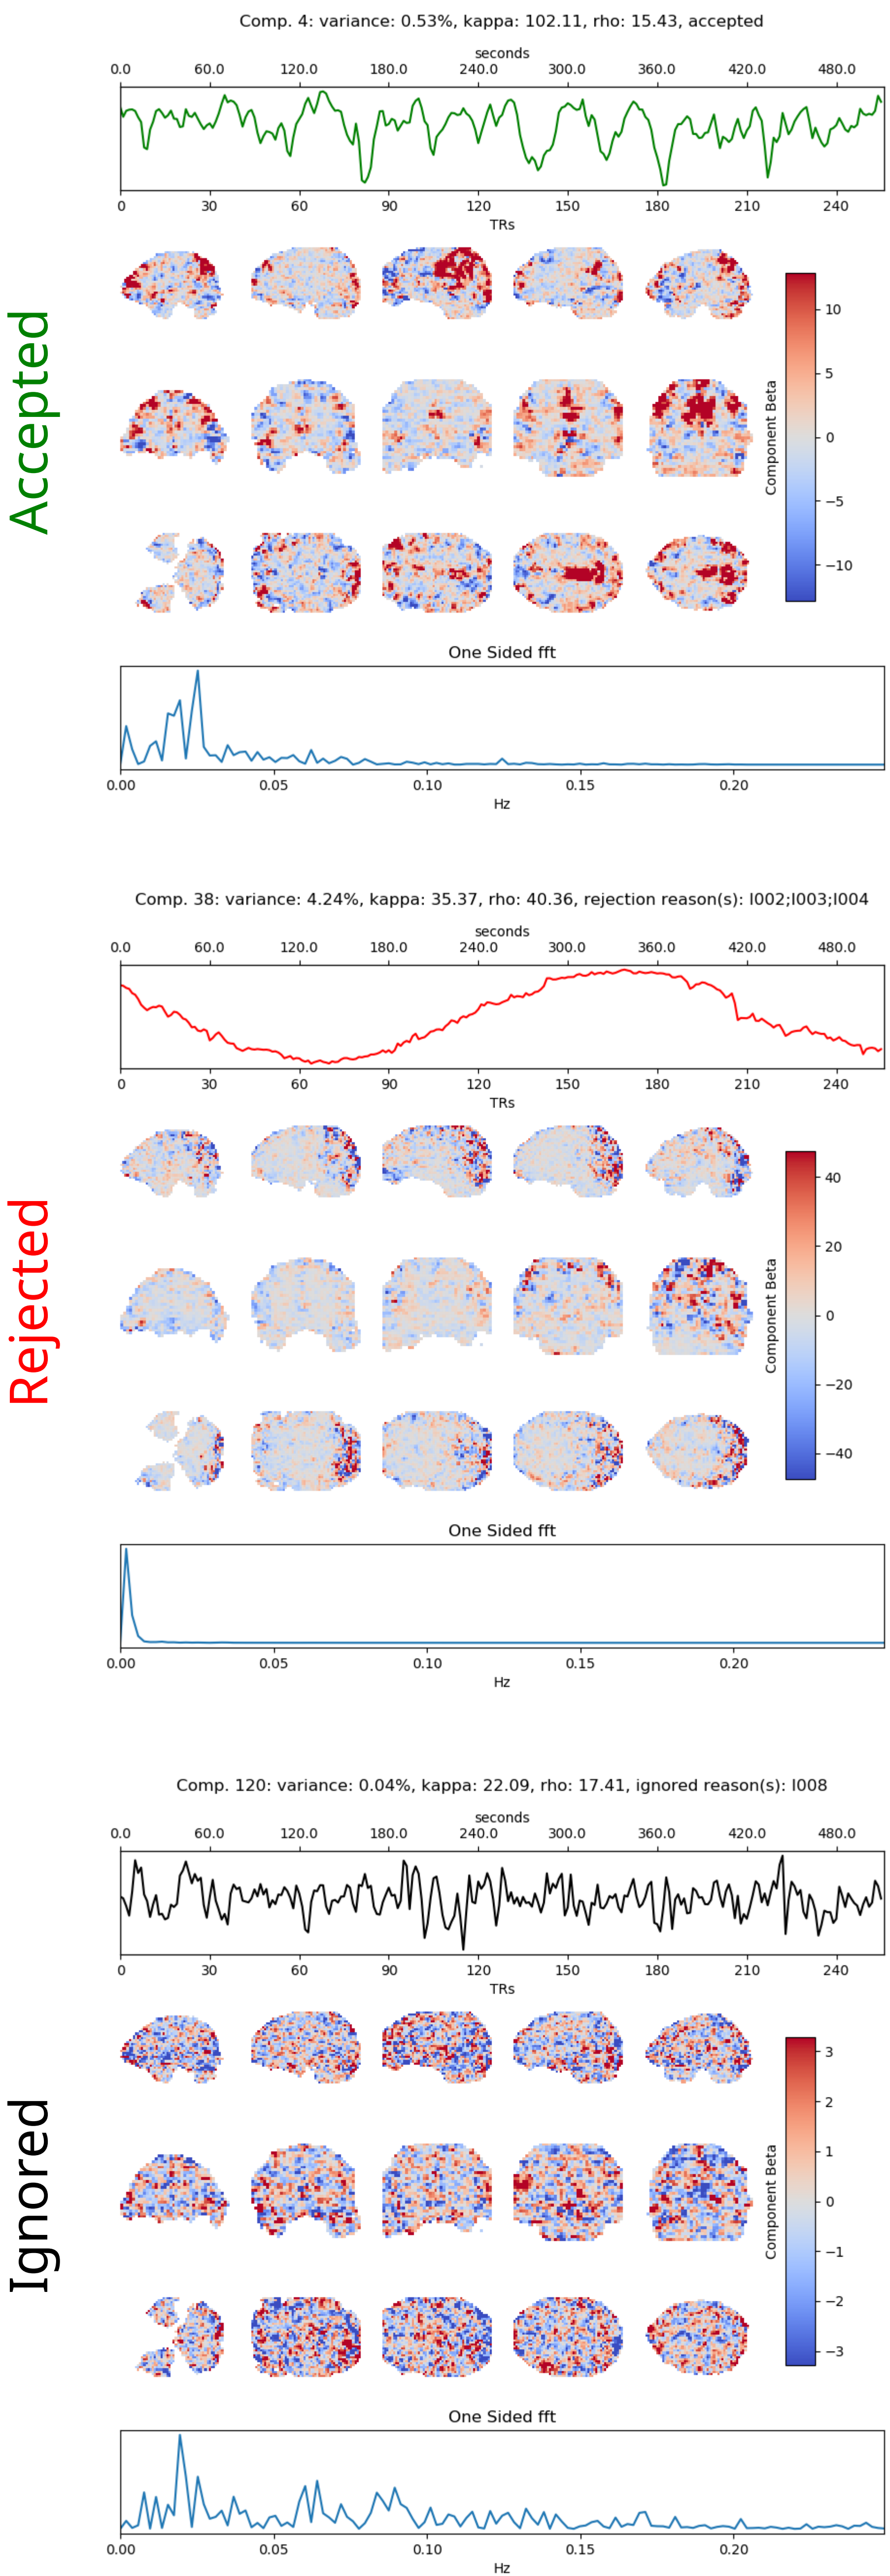 Comp. 4: variance: 0.53%, kappa: 102.11, rho: 15.43, accepted
seconds
0.0 60.0 120.0 180.0 240.0 300.0 360.0 420.0 480.0
0 30 60 90 120 150 180 210 240
TRs
Accepted
10
5
0
−5
−10
Component Beta
One Sided fft
0.00 0.05 0.10 0.15 0.20
Hz
Comp. 38: variance: 4.24%, kappa: 35.37, rho: 40.36, rejection reason(s): I002;I003;I004
seconds
0.0 60.0 120.0 180.0 240.0 300.0 360.0 420.0 480.0
0 30 60 90 120 150 180 210 240
TRs
Rejected
40
20
0
−20
−40
Component Beta
One Sided fft
0.00 0.05 0.10 0.15 0.20
Hz
Comp. 120: variance: 0.04%, kappa: 22.09, rho: 17.41, ignored reason(s): I008
seconds
0.0 60.0 120.0 180.0 240.0 300.0 360.0 420.0 480.0
0 30 60 90 120 150 180 210 240
TRs
Ignored
3
2
1
0
−1
−2
−3
Component Beta
One Sided fft
0.00 0.05 0.10 0.15 0.20
Hz